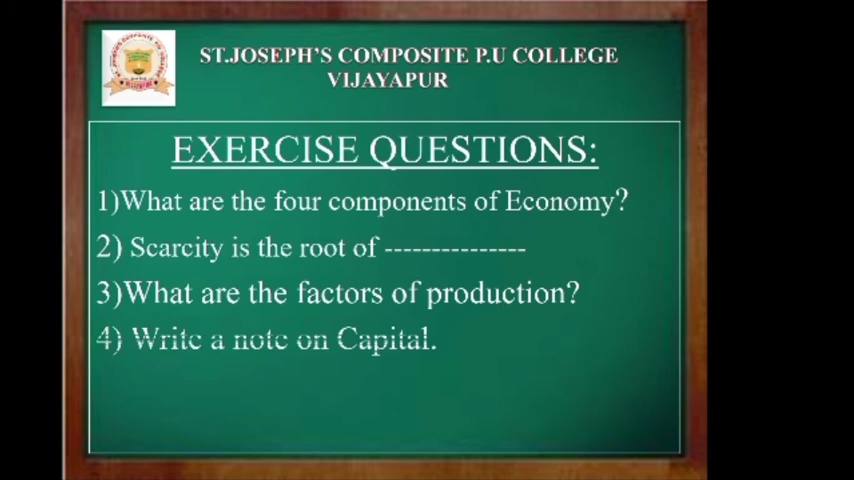 ST.JOSEPH'S COMPOSITE P.U COLLEGE
VIJAYAPUR
EXERCISE QUESTIONS:
1)What are the four components of Economy?
2) Scarcity is the root of ---------------
3)What are the factors of production?
4) Write a note on Capital.